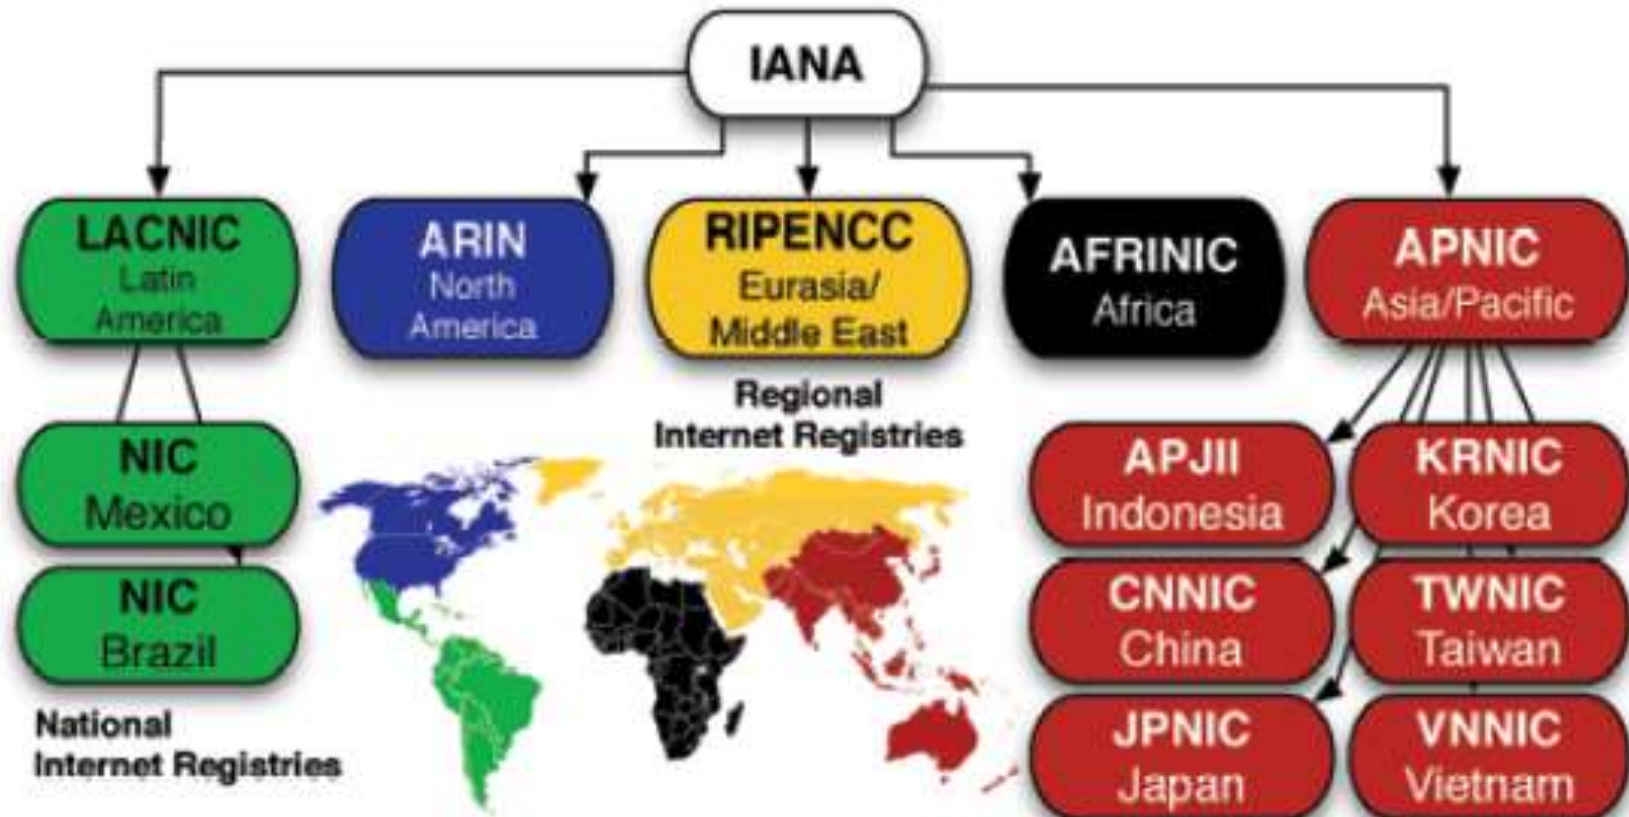 IANA
LACNIC
Latin
America
ARIN
North
America
RIPENCC
Eurasia/
Middle East
AFRINIC
Africa
APNIC
Asia/Pacific
Regional
Internet Registries
NIC
Mexico
NIC
Brazil
National
Internet Registries
APJII
Indonesia
KRNIC
Korea
CNNIC
China
TWNIC
Taiwan
JPNIC
Japan
VNNIC
Vietnam